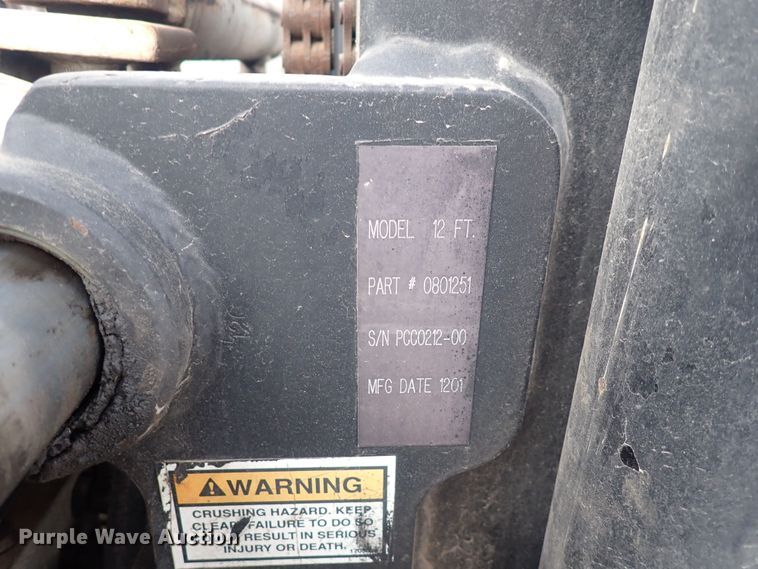 MODEL 12 FT.
PART # 0801251
S/N PCC0212-00
MFG DATE 1201
WARNING
CRUSHING HAZARD. KEEP
CLEAR. FAILURE TO DO SO
RESULT IN SERIOUS
INJURY OR DEATH.
Purple Wave Auction